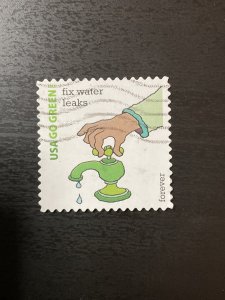 fix water
leaks
USA GO GREEN
forever